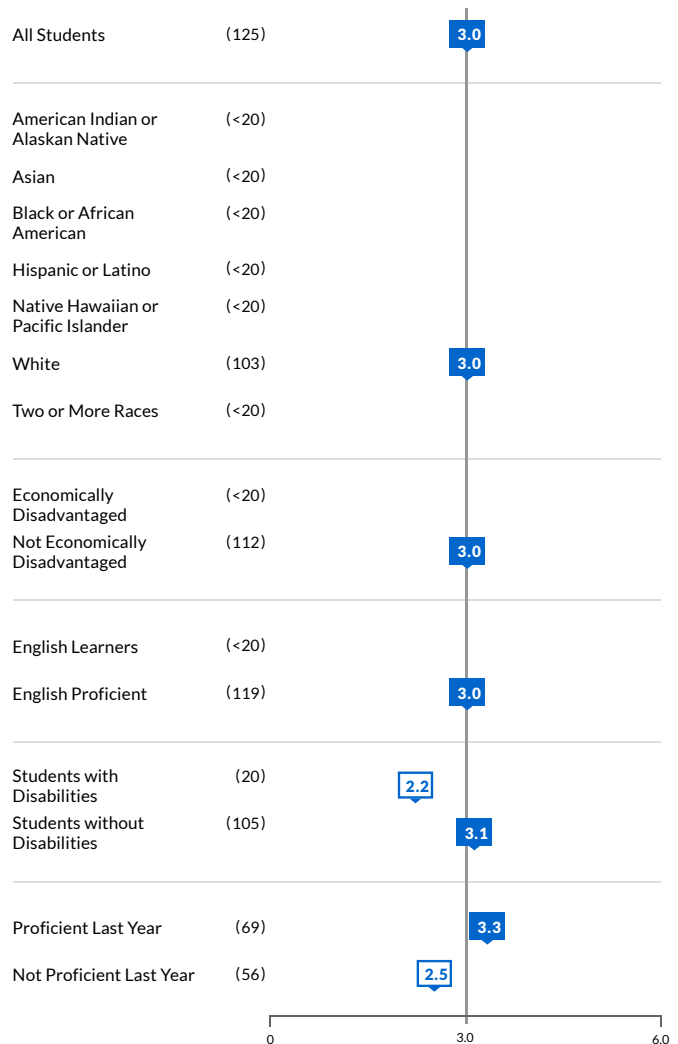 All Students (125) 3.0
American Indian or (<20)
Alaskan Native
Asian (<20)
Black or African (<20)
American
Hispanic or Latino (<20)
Native Hawaiian or (<20)
Pacific Islander
White (103) 3.0
Two or More Races (<20)
Economically (<20)
Disadvantaged
Not Economically (112) 3.0
Disadvantaged
English Learners (<20)
English Proficient (119) 3.0
Students with (20) 2.2
Disabilities
Students without (105) 3.1
Disabilities
Proficient Last Year (69) 3.3
Not Proficient Last Year (56) 2.5
0 3.0 6.0